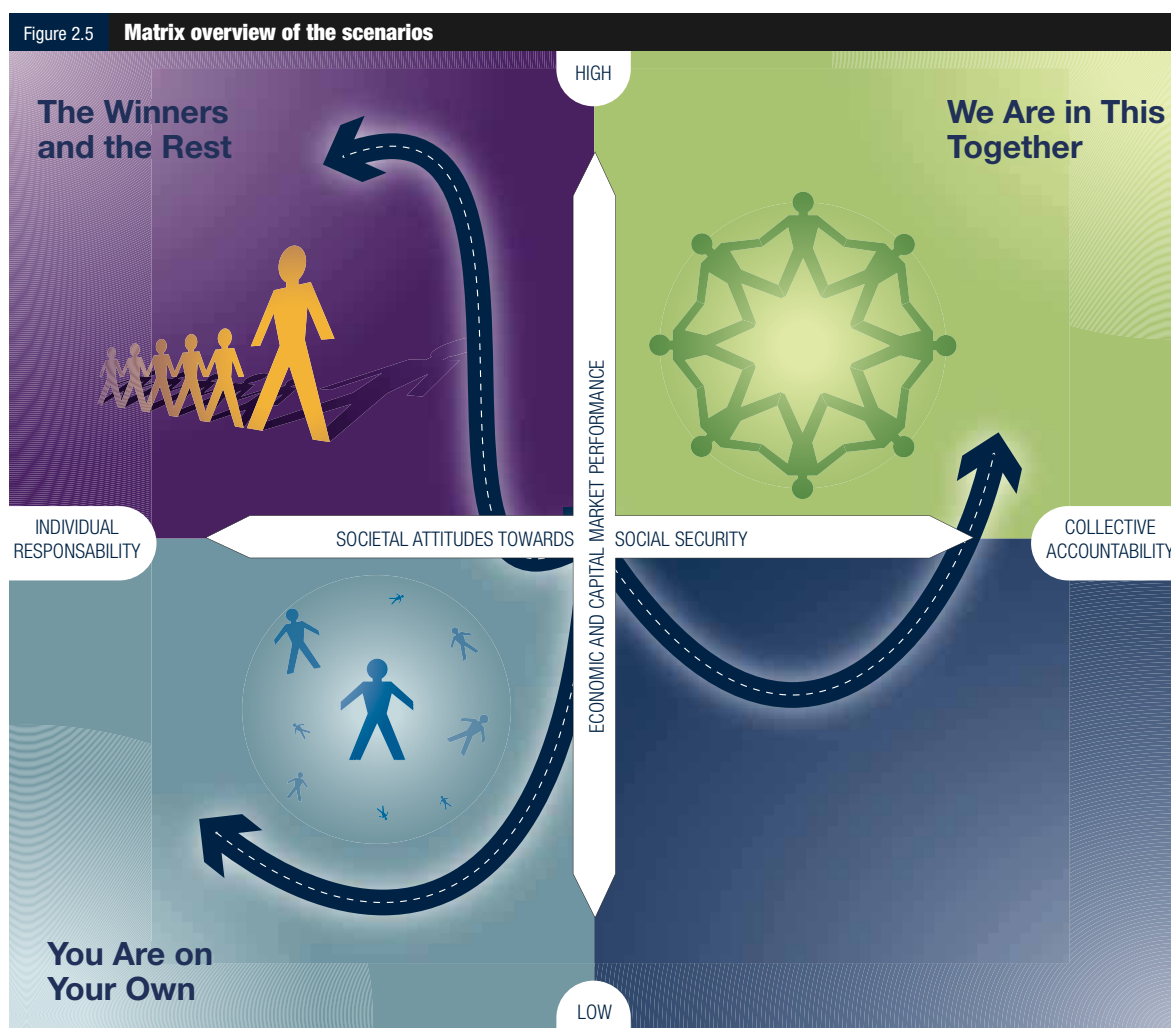 Figure 2.5 Matrix overview of the scenarios
HIGH
The Winners
and the Rest
We Are in This
Together
ECONOMIC AND CAPITAL MARKET PERFORMANCE
INDIVIDUAL
RESPONSABILITY
SOCIETAL ATTITUDES TOWARDS SOCIAL SECURITY
COLLECTIVE
ACCOUNTABILITY
You Are on
Your Own
LOW